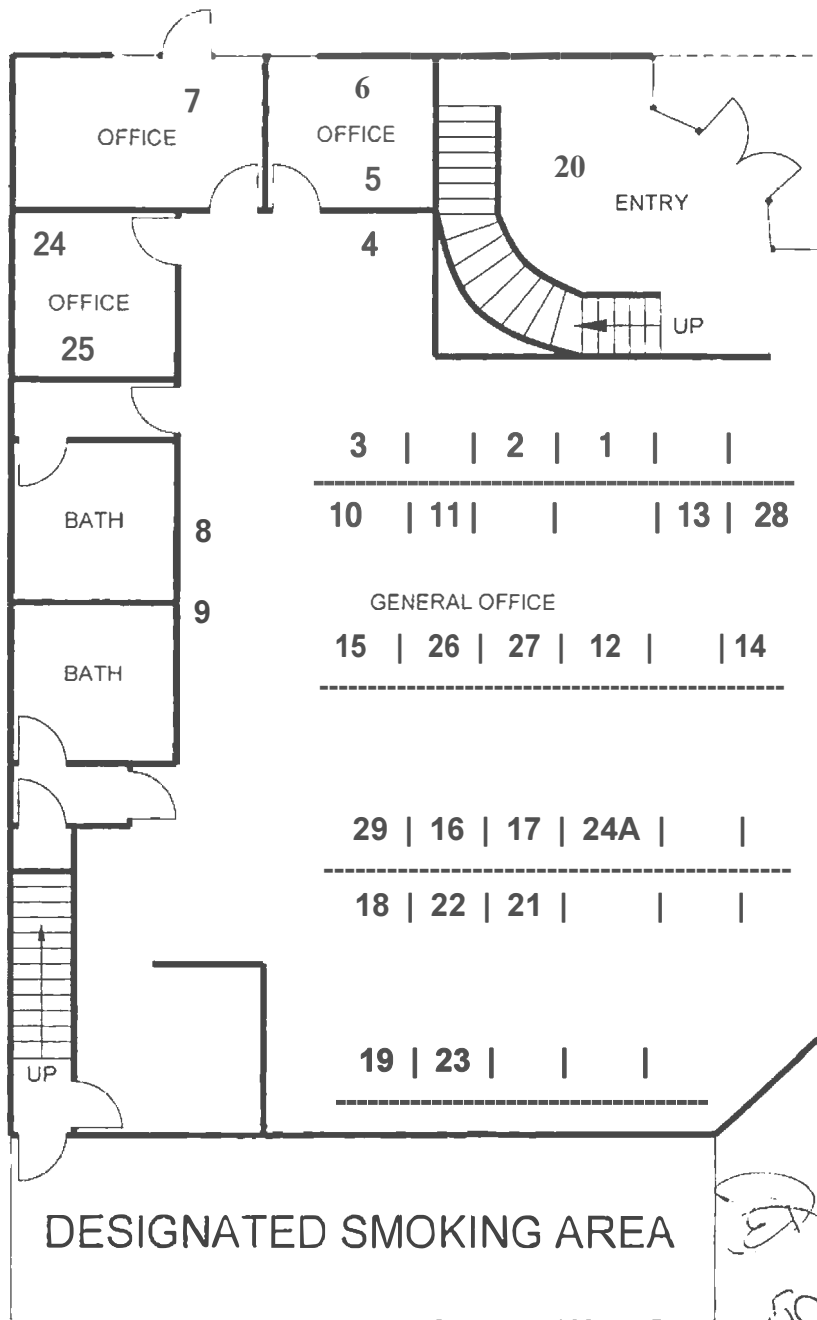 7
6
OFFICE
OFFICE
5
20
ENTRY
24
4
OFFICE
25
UP
3 | | 2 | 1 | |
10 | 11 | | | 13 | 28
BATH
8
GENERAL OFFICE
9
15 | 26 | 27 | 12 | | 14
BATH
29 | 16 | 17 | 24A | |
18 | 22 | 21 | | |
19 | 23 | | |
UP
DESIGNATED SMOKING AREA